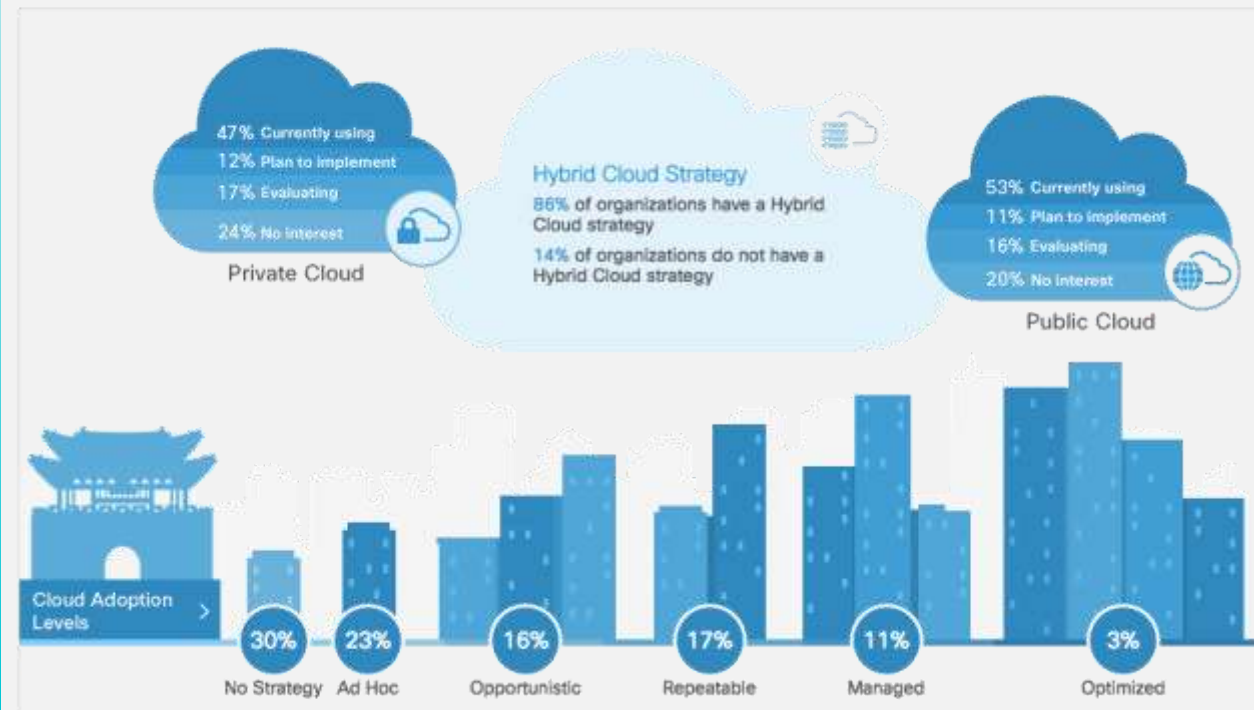 47% Currently using
12% Plan to implement
17% Evaluating
24% No interest
Private Cloud
Hybrid Cloud Strategy
86% of organizations have a Hybrid
Cloud strategy
14% of organizations do not have a
Hybrid Cloud strategy
53% Currently using
11% Plan to implement
16% Evaluating
20% No interest
Public Cloud
Cloud Adoption
Levels
30%
23%
16%
17%
11%
3%
No Strategy
Ad Hoc
Opportunistic
Repeatable
Managed
Optimized